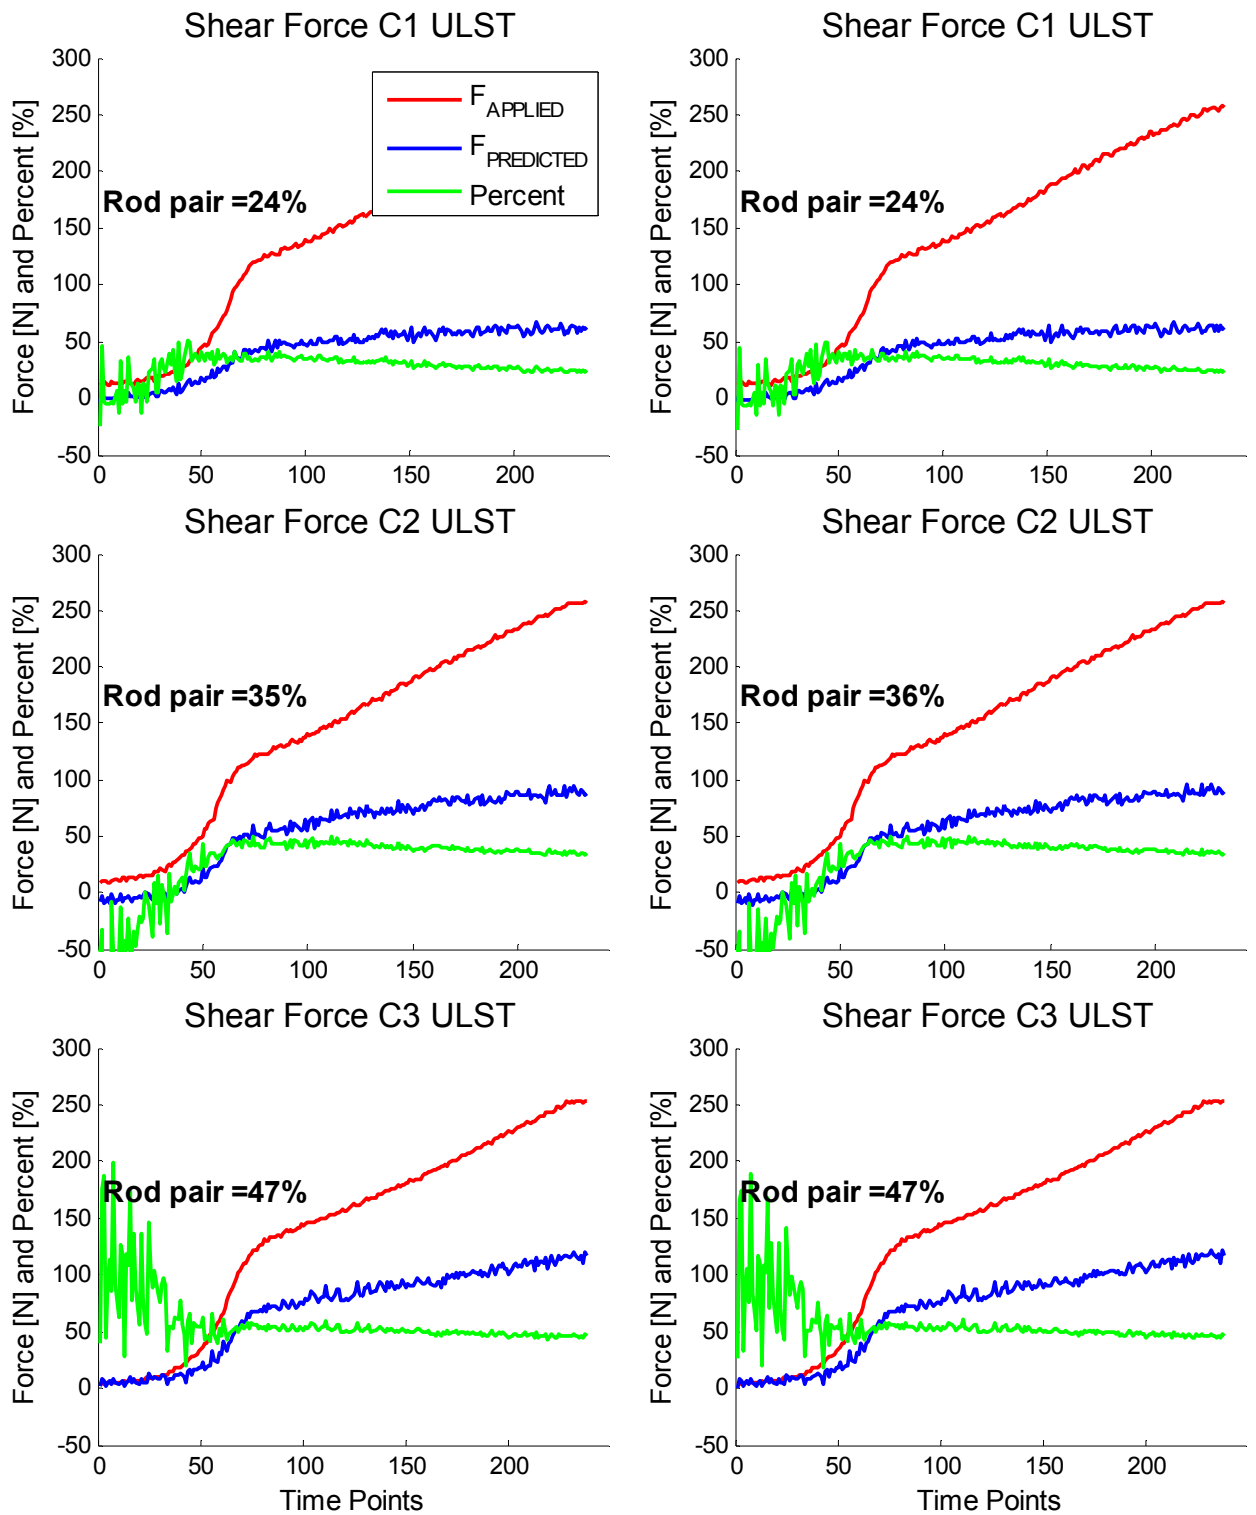 Shear Force C1 ULST
Force [N] and Percent [%]
300
250
200
150
100
50
0
-50
F_APPLIED
F_PREDICTED
Percent
Rod pair =24%
0 50 100 150 200
Shear Force C1 ULST
Force [N] and Percent [%]
300
250
200
150
100
50
0
-50
Rod pair =24%
0 50 100 150 200
Shear Force C2 ULST
Force [N] and Percent [%]
300
250
200
150
100
50
0
-50
Rod pair =35%
0 50 100 150 200
Shear Force C2 ULST
Force [N] and Percent [%]
300
250
200
150
100
50
0
-50
Rod pair =36%
0 50 100 150 200
Shear Force C3 ULST
Force [N] and Percent [%]
300
250
200
150
100
50
0
-50
Rod pair =47%
0 50 100 150 200
Time Points
Shear Force C3 ULST
Force [N] and Percent [%]
300
250
200
150
100
50
0
-50
Rod pair =47%
0 50 100 150 200
Time Points